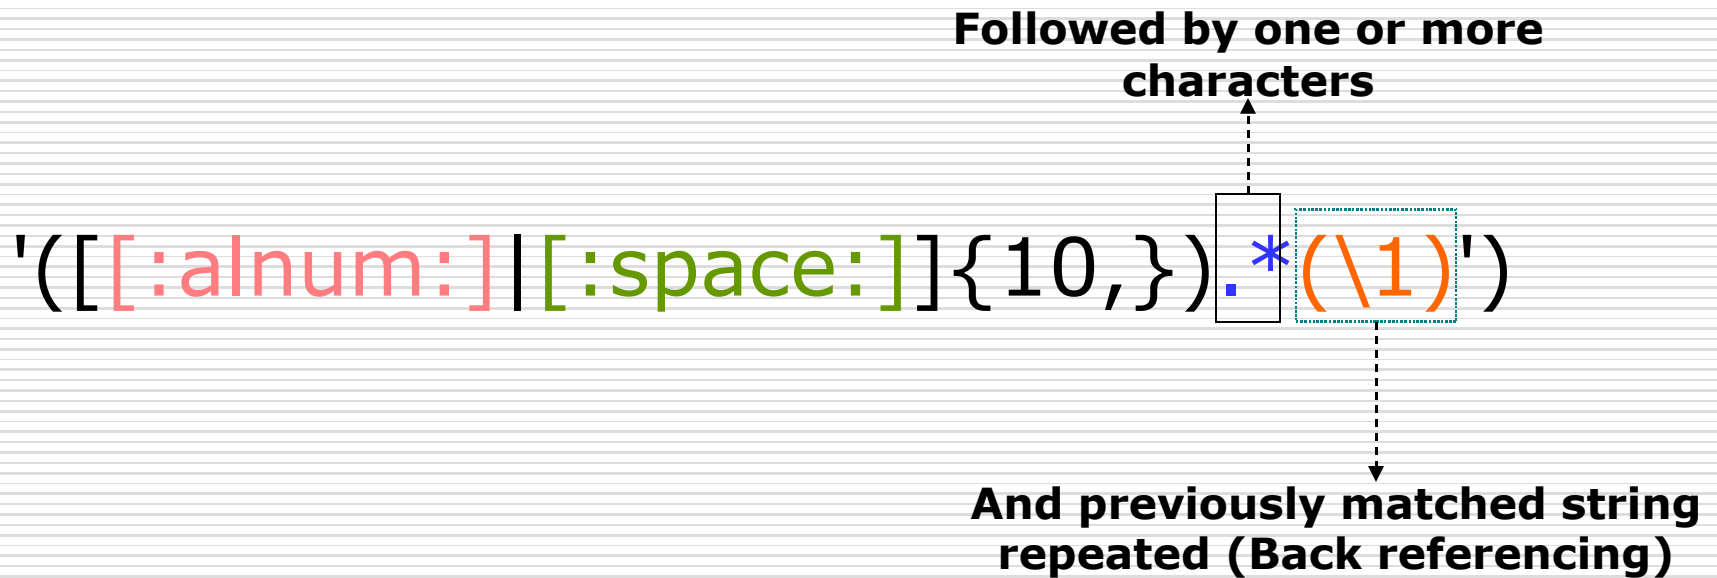 Followed by one or more
characters
'([[:alnum:]|[:space:]]{10,}).*(\1)')
And previously matched string
repeated (Back referencing)